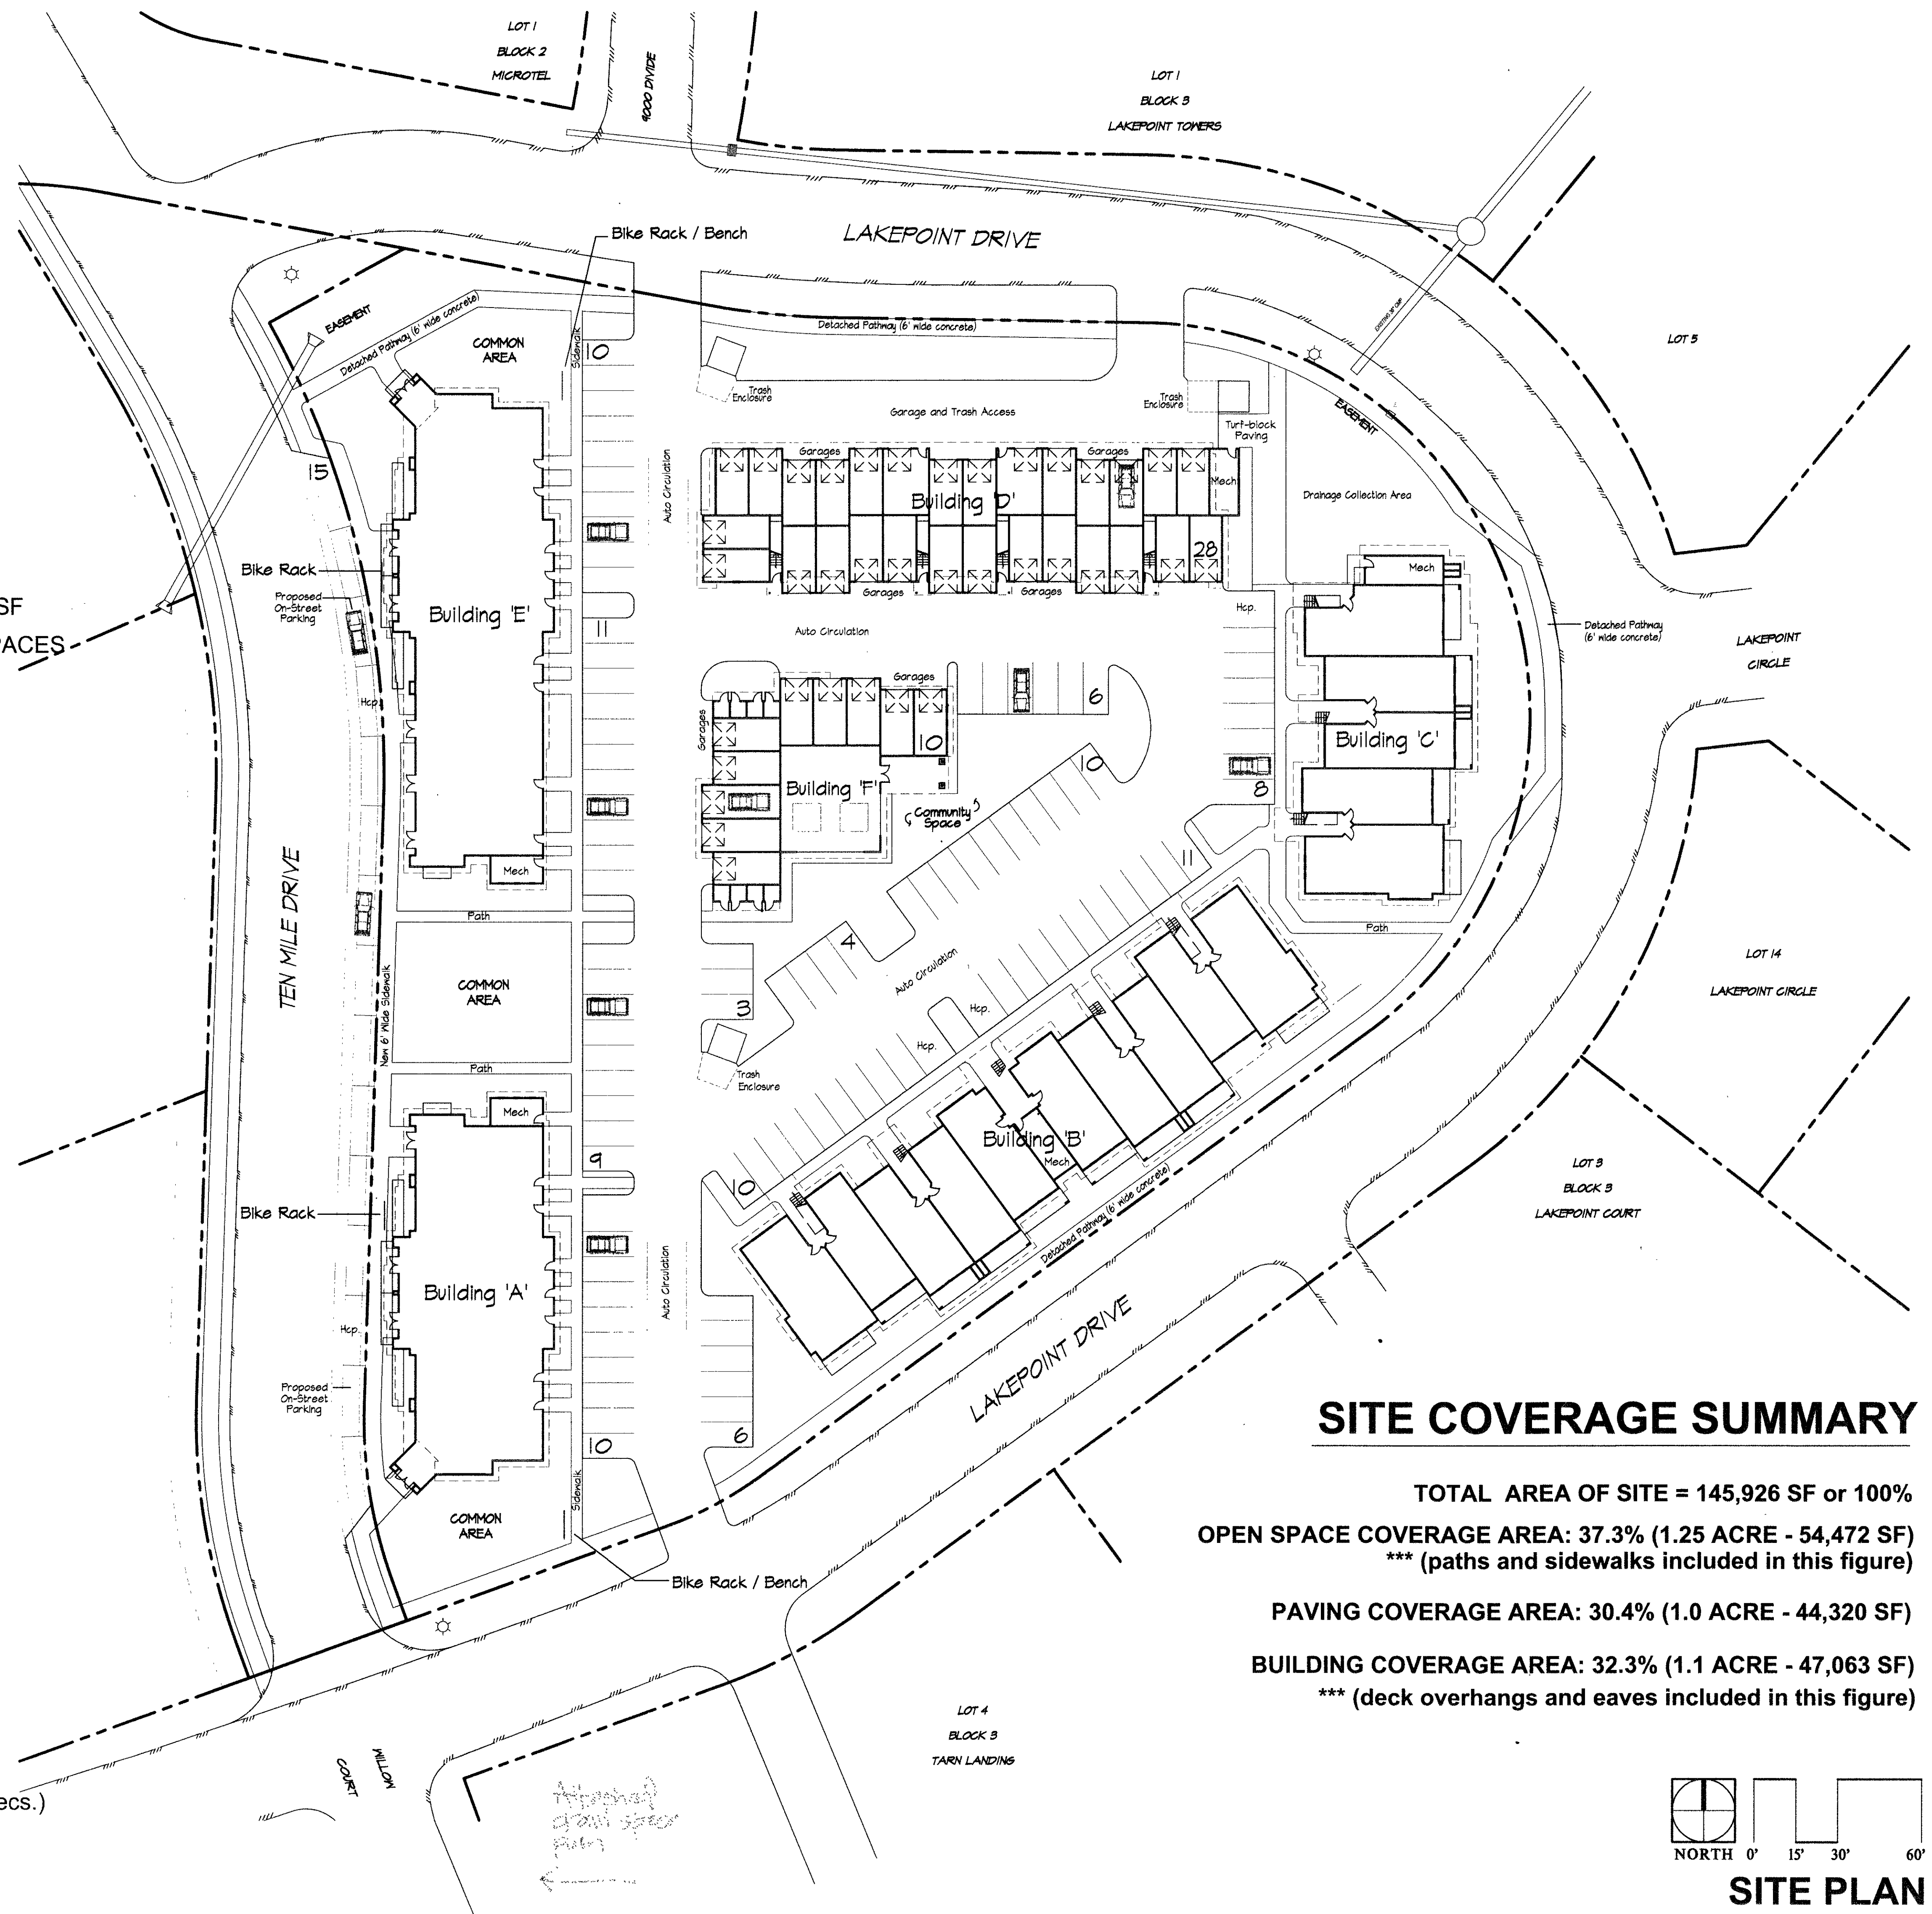 LOT 1
BLOCK 2
MICROTEL
9000 DIVIDE
LOT 1
BLOCK 3
LAKEPOINT TOWERS
Bike Rack / Bench
LAKEPOINT DRIVE
EASEMENT
Detached Pathway (6' wide concrete)
COMMON
AREA
Sidewalk
10
Detached Pathway (6' wide concrete)
LOT 5
Trash
Enclosure
Garage and Trash Access
Trash
Enclosure
Turf-block
Paving
EASEMENT
15
Auto Circulation
Garages
Garages
Mech
Building 'D'
28
Drainage Collection Area
Garages
Garages
Bike Rack
Proposed
On-Street
Parking
Building 'E'
11
Hcp.
Auto Circulation
Hcp.
Mech
Detached Pathway
(6' wide concrete)
LAKEPOINT
CIRCLE
SF
PACES
Garages
Garages
10
6
Building 'F'
Community
Space
10
8
Building 'C'
Mech
TEN MILE DRIVE
Path
New 6' Wide Sidewalk
COMMON
AREA
3
4
11
Auto Circulation
Path
LOT 14
LAKEPOINT CIRCLE
Hcp.
Hcp.
Path
Trash
Enclosure
Mech
9
10
Building 'B'
Mech
Detached Pathway (6' wide concrete)
LOT 3
BLOCK 3
LAKEPOINT COURT
Bike Rack
Building 'A'
Auto Circulation
Hcp.
Proposed
On-Street
Parking
10
6
LAKEPOINT DRIVE
COMMON
AREA
Sidewalk
Bike Rack / Bench
SITE COVERAGE SUMMARY
TOTAL AREA OF SITE = 145,926 SF or 100%
OPEN SPACE COVERAGE AREA: 37.3% (1.25 ACRE - 54,472 SF)
*** (paths and sidewalks included in this figure)
PAVING COVERAGE AREA: 30.4% (1.0 ACRE - 44,320 SF)
BUILDING COVERAGE AREA: 32.3% (1.1 ACRE - 47,063 SF)
*** (deck overhangs and eaves included in this figure)
LOT 4
BLOCK 3
TARN LANDING
WILLOW
COURT
ecs.)
NORTH 0' 15' 30' 60'
SITE PLAN